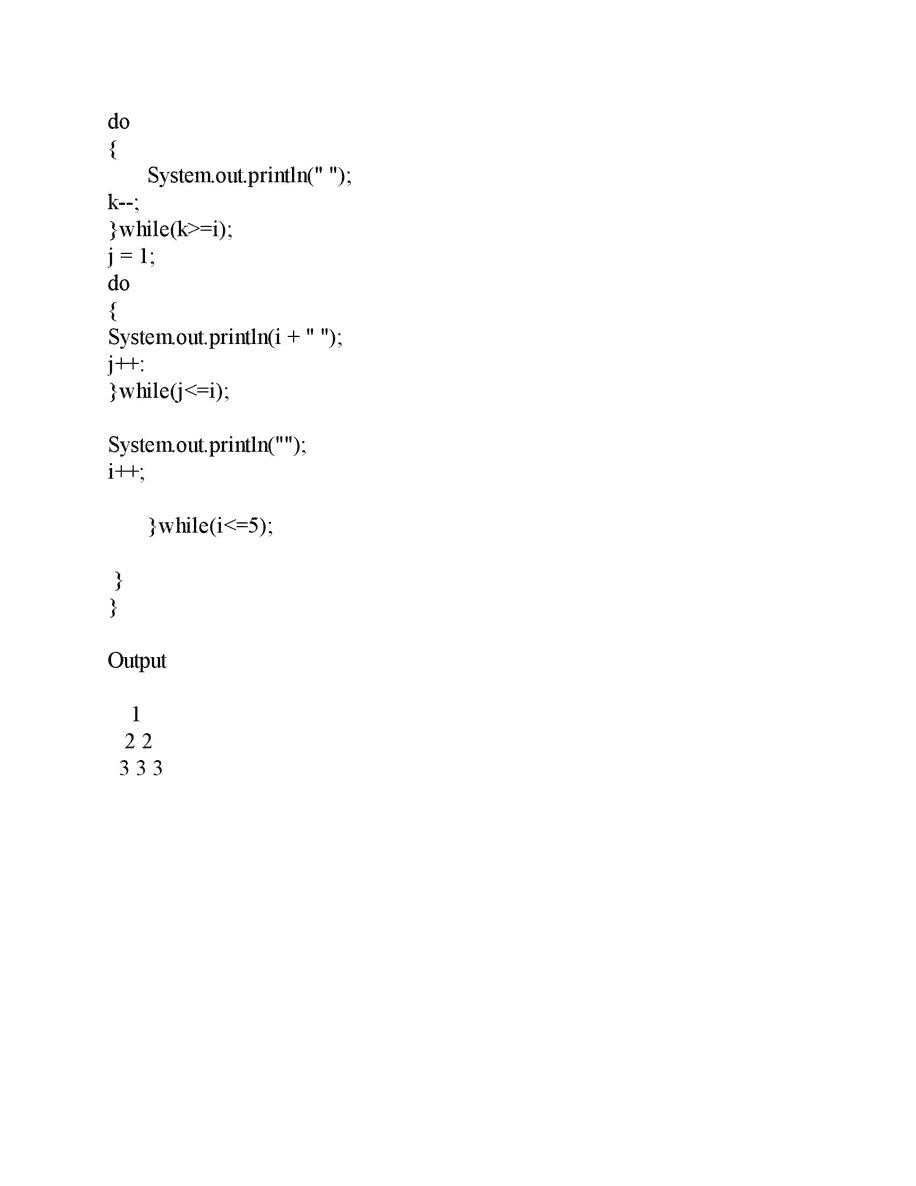 do
{
System.out.println(" ");
k--;
}while(k>=i);
j = 1;
do
{
System.out.println(i + " ");
j++:
}while(j<=i);
System.out.println("");
i++;
}while(i<=5);
}
}
Output
1
2 2
3 3 3